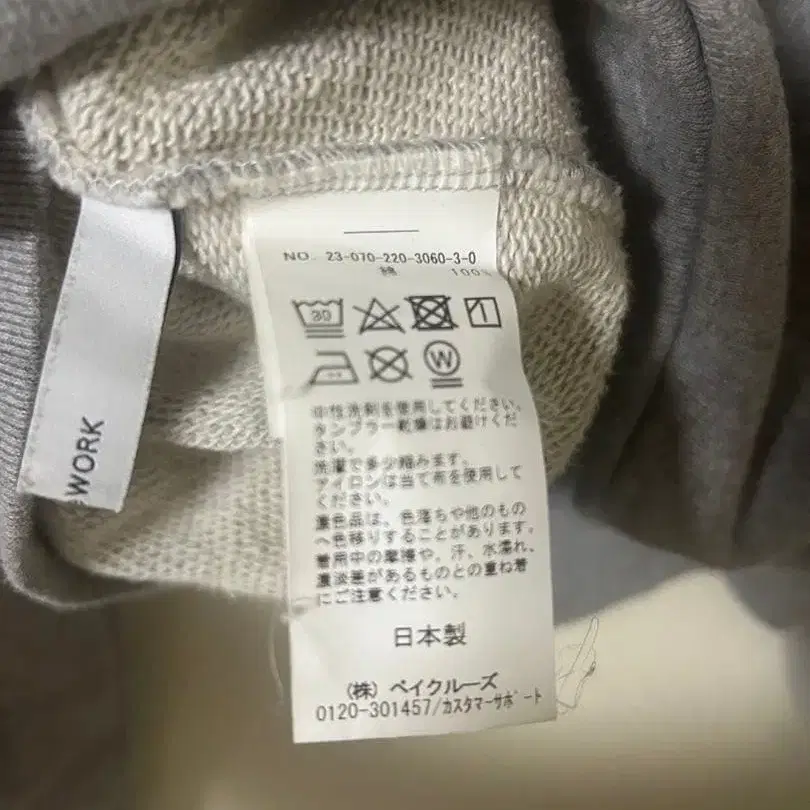 NO. 23-070-220-3060-3-0
綿 100%
30
W
中性洗剤を使用してください。
タンブラー乾燥はお避けくだ
さい。
洗濯で多少縮みます。
アイロンは当て布を使用して
ください。
濃色品は、色落ちや他のもの
へ色移りすることがあります。
着用中の摩擦や、汗、水濡れ、
濃淡差があるものとの重ね着
にご注意ください。
日本製
(株) ベイクルーズ
0120-301457/カスタマーサポート
WORK